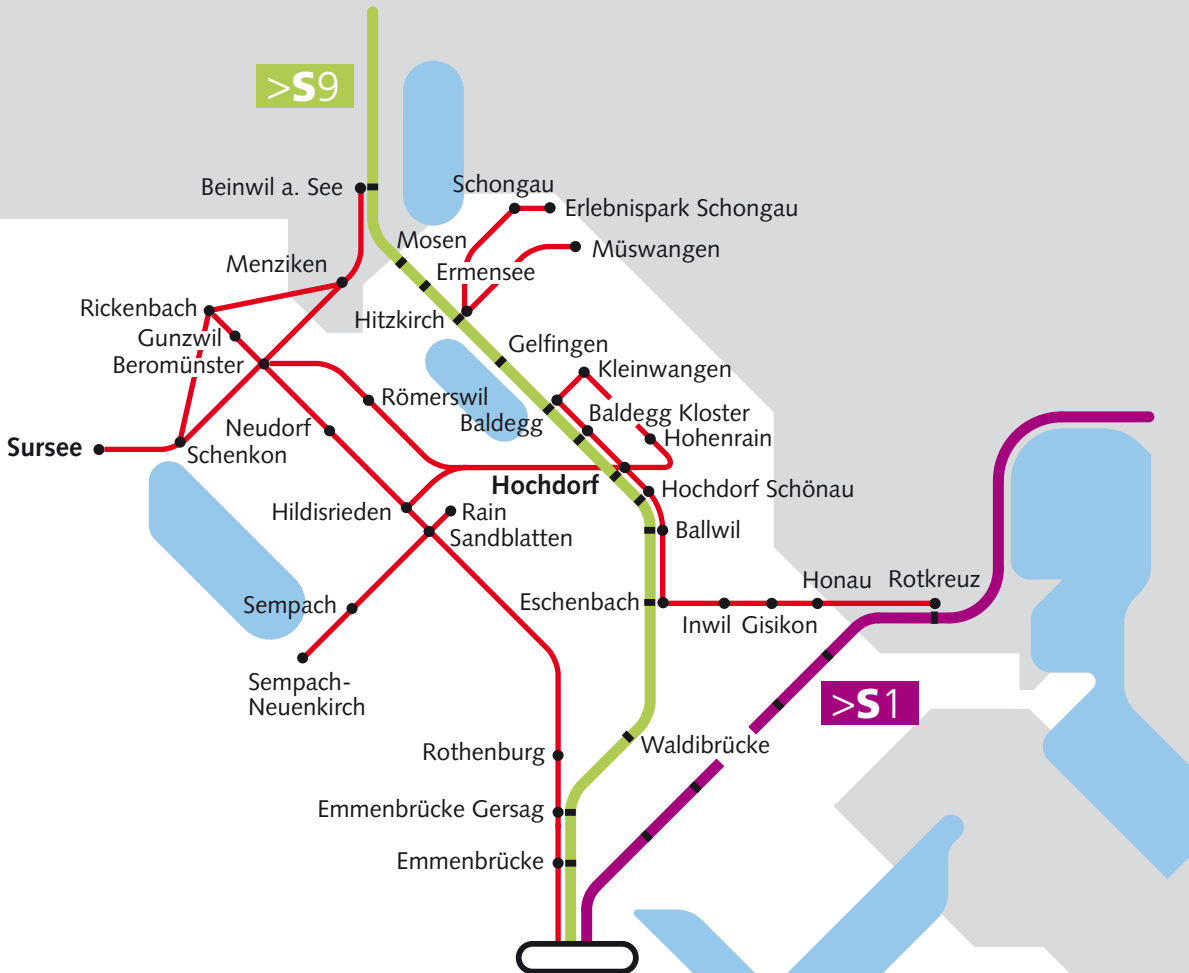 >S9
Beinwil a. See
Schongau
Erlebnispark Schongau
Mosen
Müswangen
Menziken
Ermensee
Rickenbach
Hitzkirch
Gunzwil
Gelfingen
Beromünster
Kleinwangen
Römerswil
Baldegg
Baldegg Kloster
Neudorf
Hohenrain
Sursee
Schenkon
Hochdorf
Hochdorf Schönau
Hildisrieden
Rain
Sandblatten
Ballwil
Sempach
Eschenbach
Honau
Rotkreuz
Inwil
Gisikon
Sempach-
Neuenkirch
>S1
Rothenburg
Waldibrücke
Emmenbrücke Gersag
Emmenbrücke